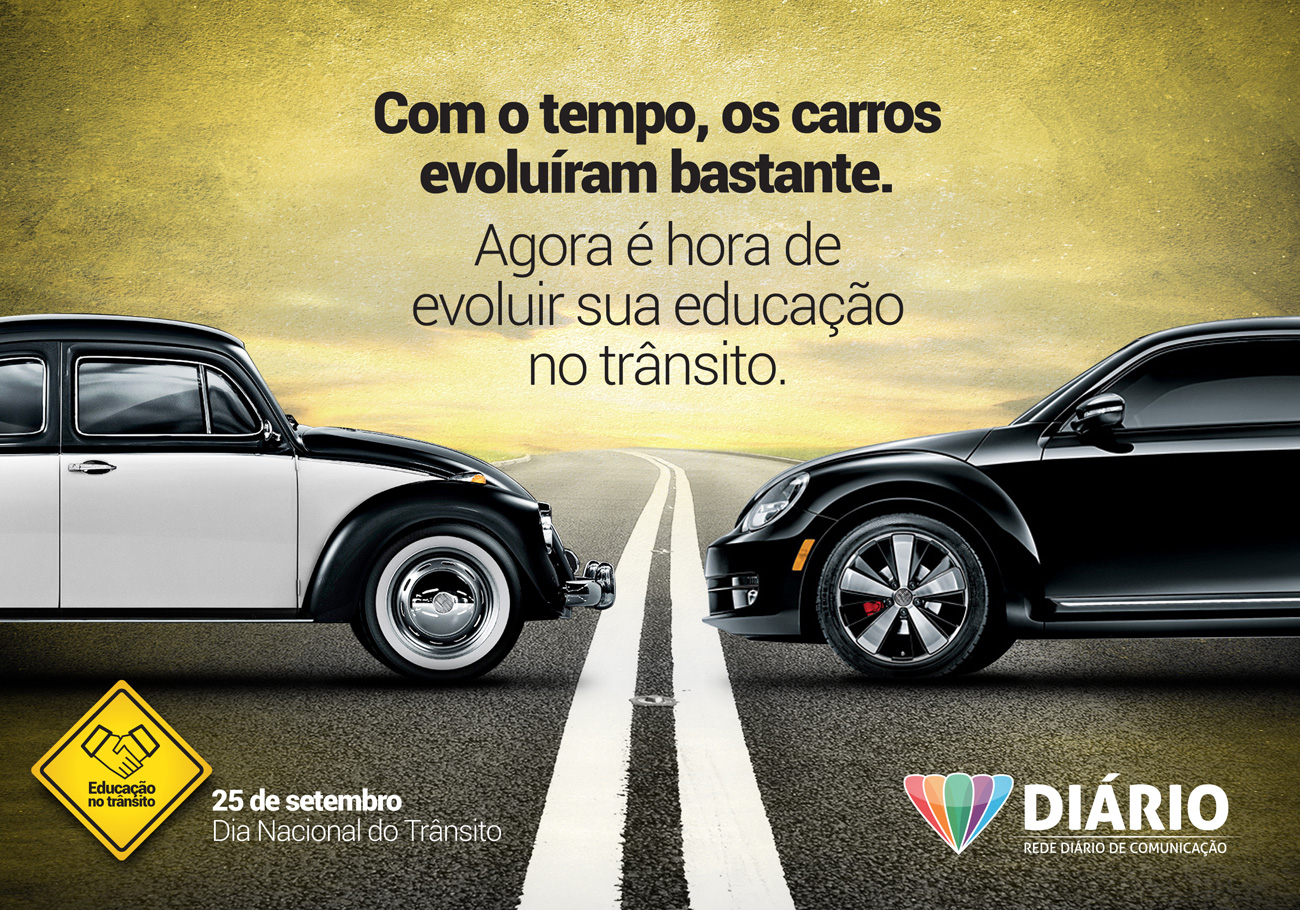 Com o tempo, os carros
evoluíram bastante.
Agora é hora de
evoluir sua educação
no trânsito.
Educação
no trânsito
25 de setembro
Dia Nacional do Trânsito
DIÁRIO
REDE DIÁRIO DE COMUNICAÇÃO